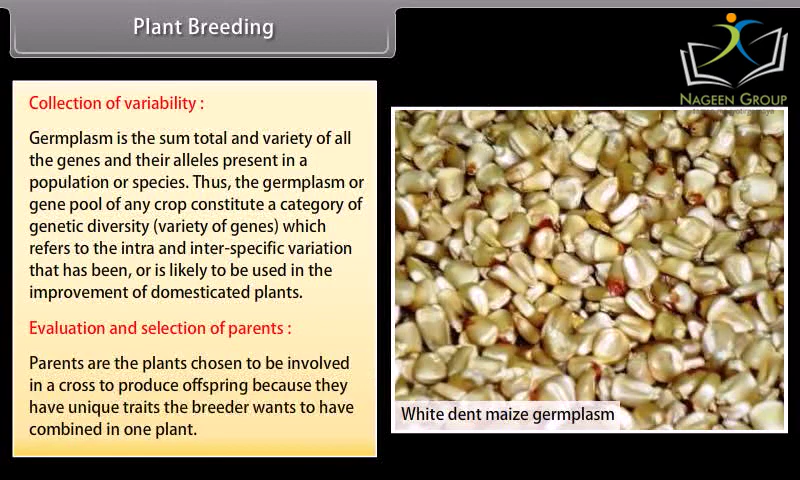 Plant Breeding
NAGEEN GROUP
Collection of variability :
Germplasm is the sum total and variety of all
the genes and their alleles present in a
population or species. Thus, the germplasm or
gene pool of any crop constitute a category of
genetic diversity (variety of genes) which
refers to the intra and inter-specific variation
that has been, or is likely to be used in the
improvement of domesticated plants.
Evaluation and selection of parents :
Parents are the plants chosen to be involved
in a cross to produce offspring because they
have unique traits the breeder wants to have
combined in one plant.
White dent maize germplasm